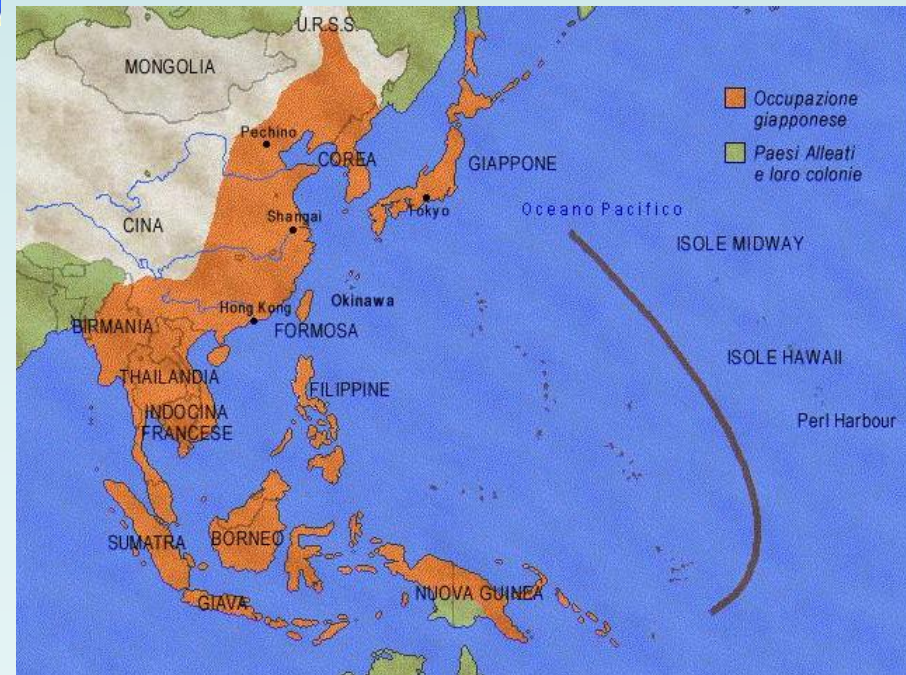 U.R.S.S.
MONGOLIA
Occupazione
giapponese
Pechino
Paesi Alleati
e loro colonie
COREA
GIAPPONE
Tokyo
Oceano Pacifico
CINA
Shangai
ISOLE MIDWAY
Okinawa
Hong Kong
BIRMANIA
FORMOSA
ISOLE HAWAII
THAILANDIA
FILIPPINE
INDOCINA
FRANCESE
Perl Harbour
SUMATRA
BORNEO
GIAVA
NUOVA GUINEA